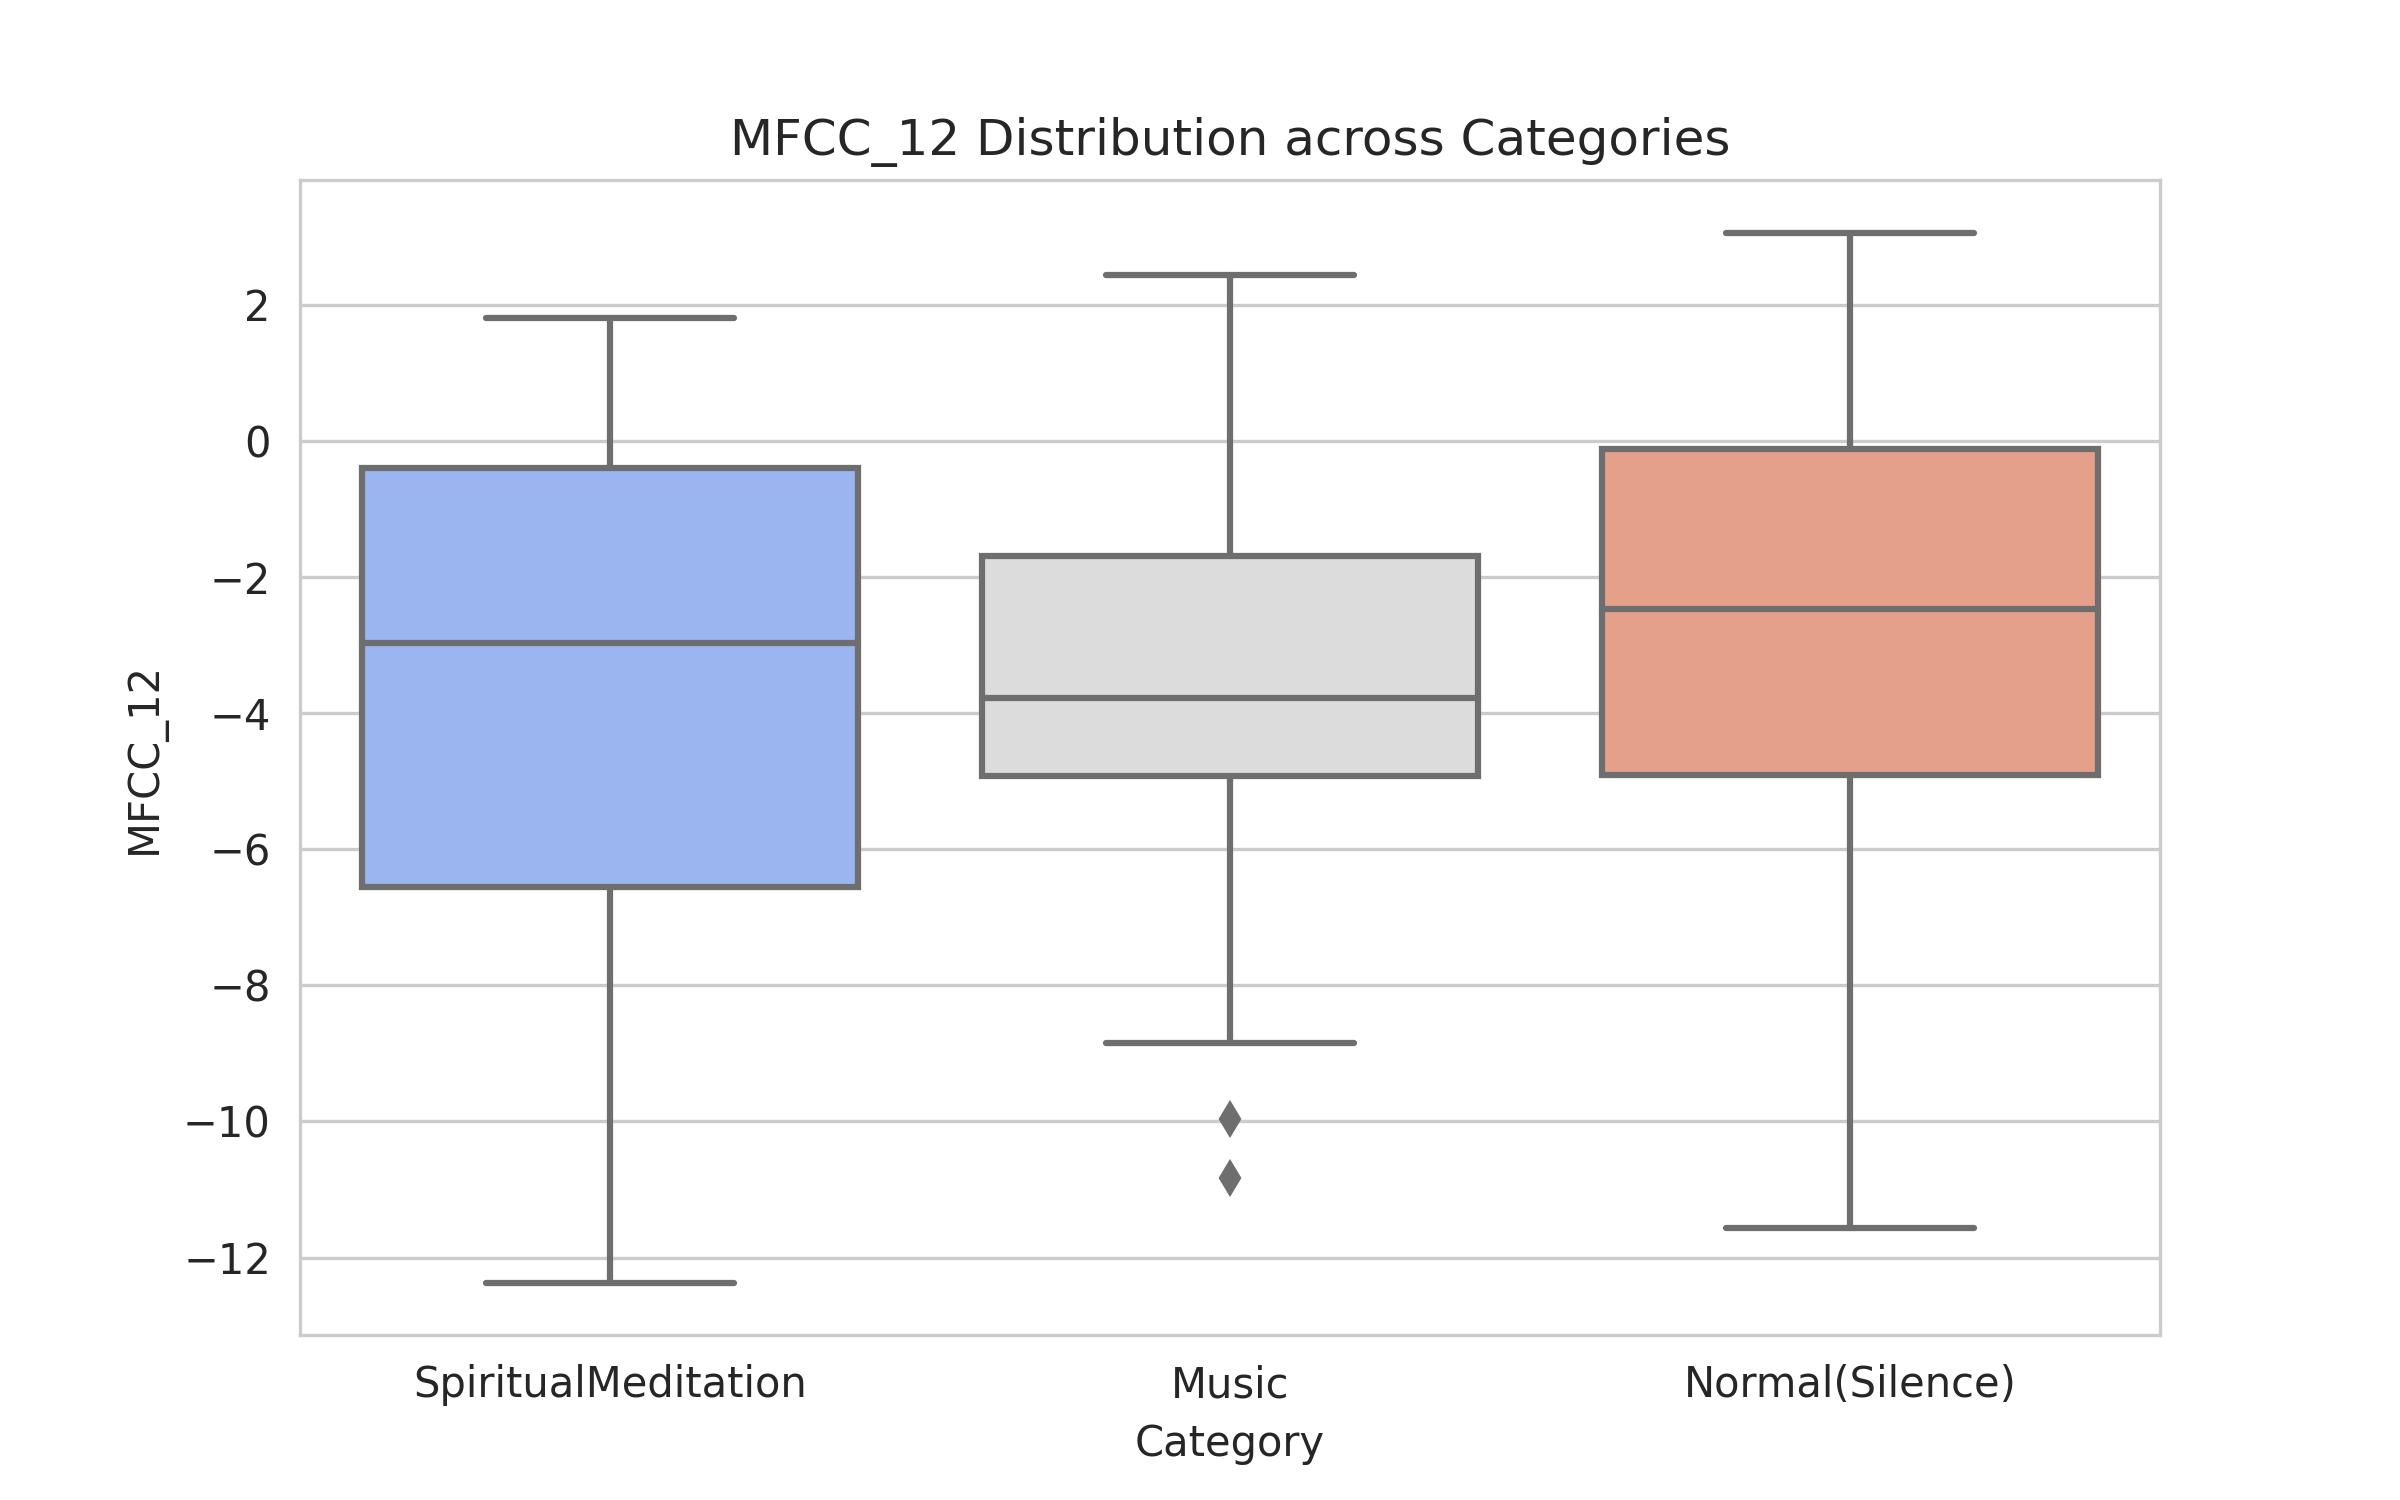 MFCC_12 Distribution across Categories
2
0
−2
−4
−6
−8
−10
−12
MFCC_12
SpiritualMeditation
Music
Normal(Silence)
Category